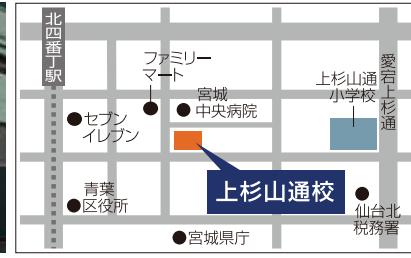 北四番丁駅
ファミリー
マート
宮城
中央病院
セブン
イレブン
上杉山通
小学校
愛宕上杉通
上杉山通校
青葉
区役所
仙台北
税務署
宮城県庁